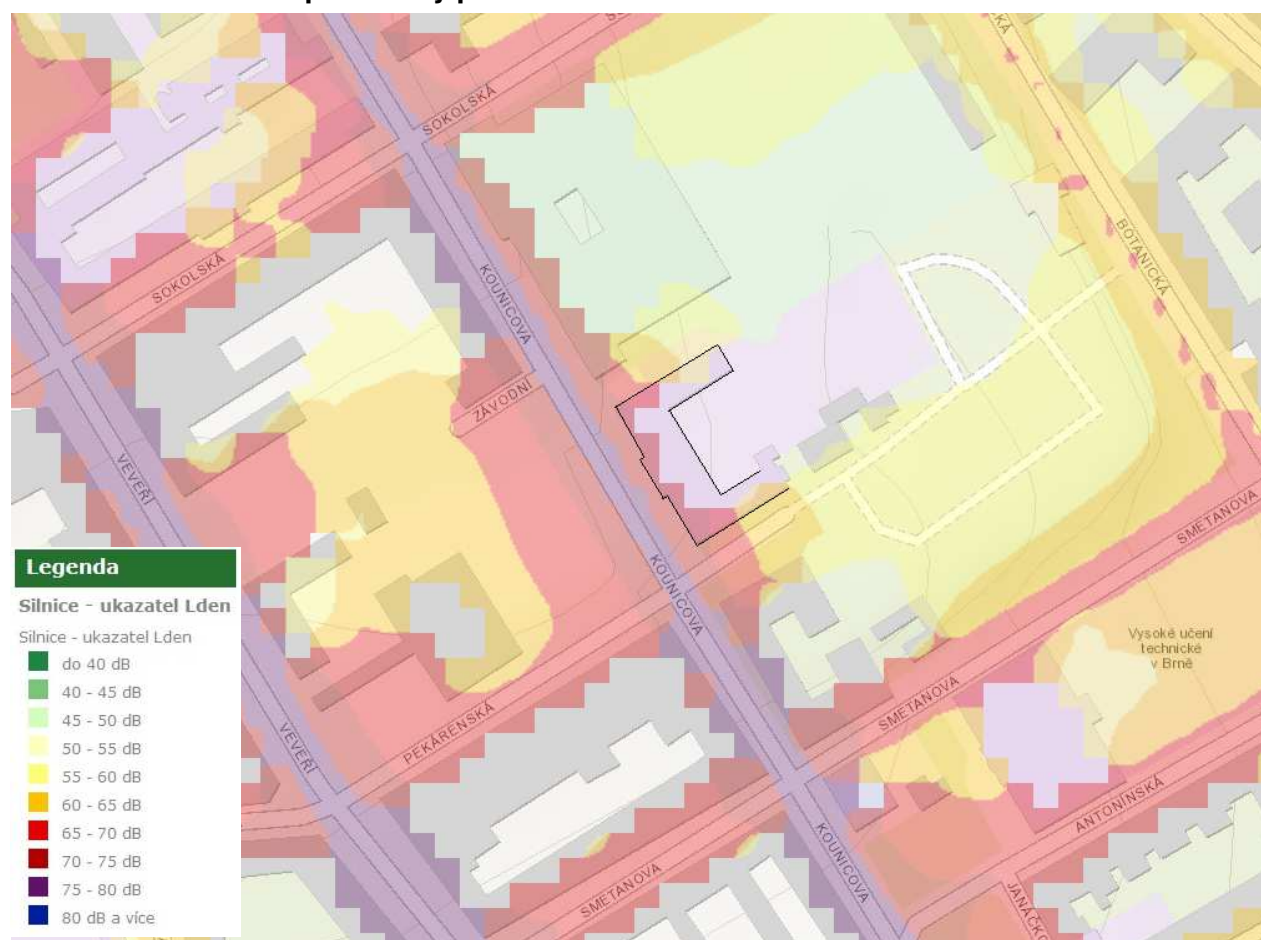 SOKOLSKÁ
SOKOLSKÁ
KOUNICOVA
ZÁVODNÍ
BOTANICKÁ
VEVEŘÍ
SMETANOVA
KOUNICOVA
Vysoké učení
technické
v Brně
SMETANOVA
PEKÁRENSKÁ
VEVEŘÍ
ANTONÍNSKÁ
KOUNICOVA
SMETANOVA
Legenda
Silnice - ukazatel Lden
Silnice - ukazatel Lden
do 40 dB
40 - 45 dB
45 - 50 dB
50 - 55 dB
55 - 60 dB
60 - 65 dB
65 - 70 dB
70 - 75 dB
75 - 80 dB
80 dB a více